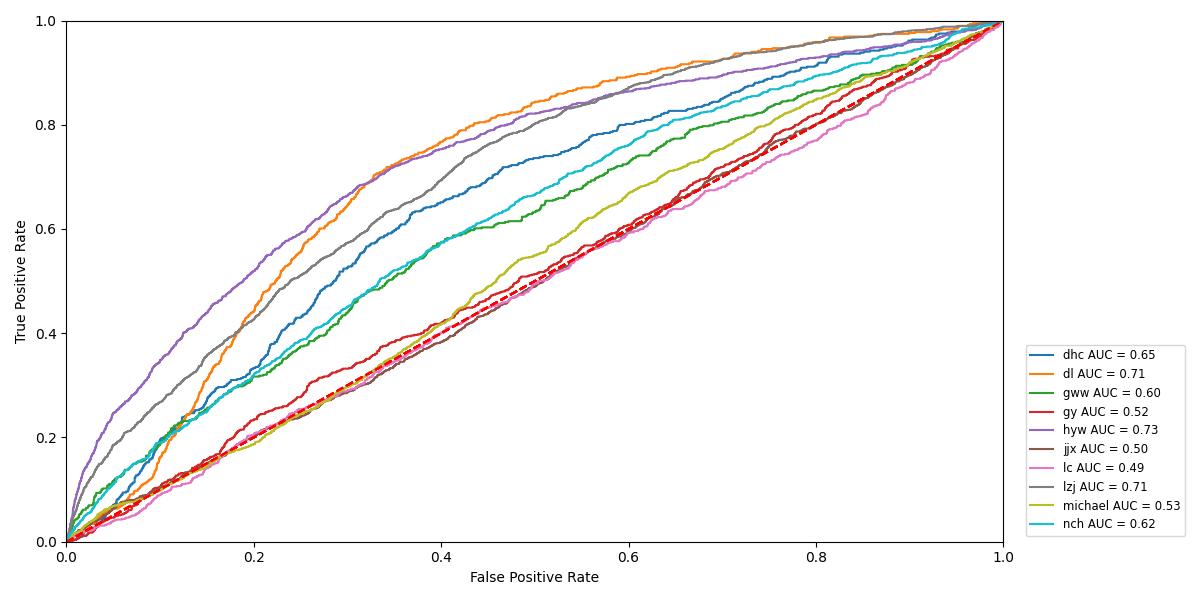 1.0
0.8
0.6
0.4
0.2
0.0
True Positive Rate
0.0 0.2 0.4 0.6 0.8 1.0
False Positive Rate
dhc AUC = 0.65
dl AUC = 0.71
gww AUC = 0.60
gy AUC = 0.52
hyw AUC = 0.73
jjx AUC = 0.50
lc AUC = 0.49
lzj AUC = 0.71
michael AUC = 0.53
nch AUC = 0.62